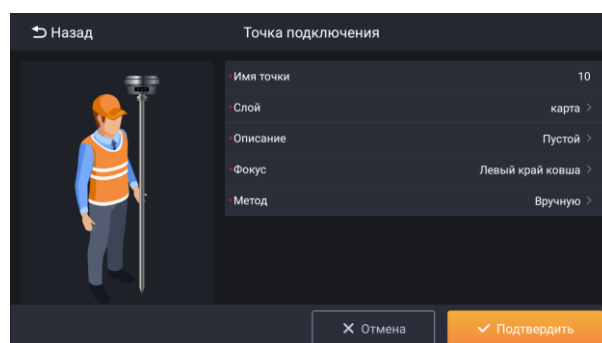 Назад
Точка подключения
*Имя точки 10
*Слой карта >
*Описание Пустой >
*Фокус Левый край ковша >
*Метод Вручную >
Отмена
Подтвердить